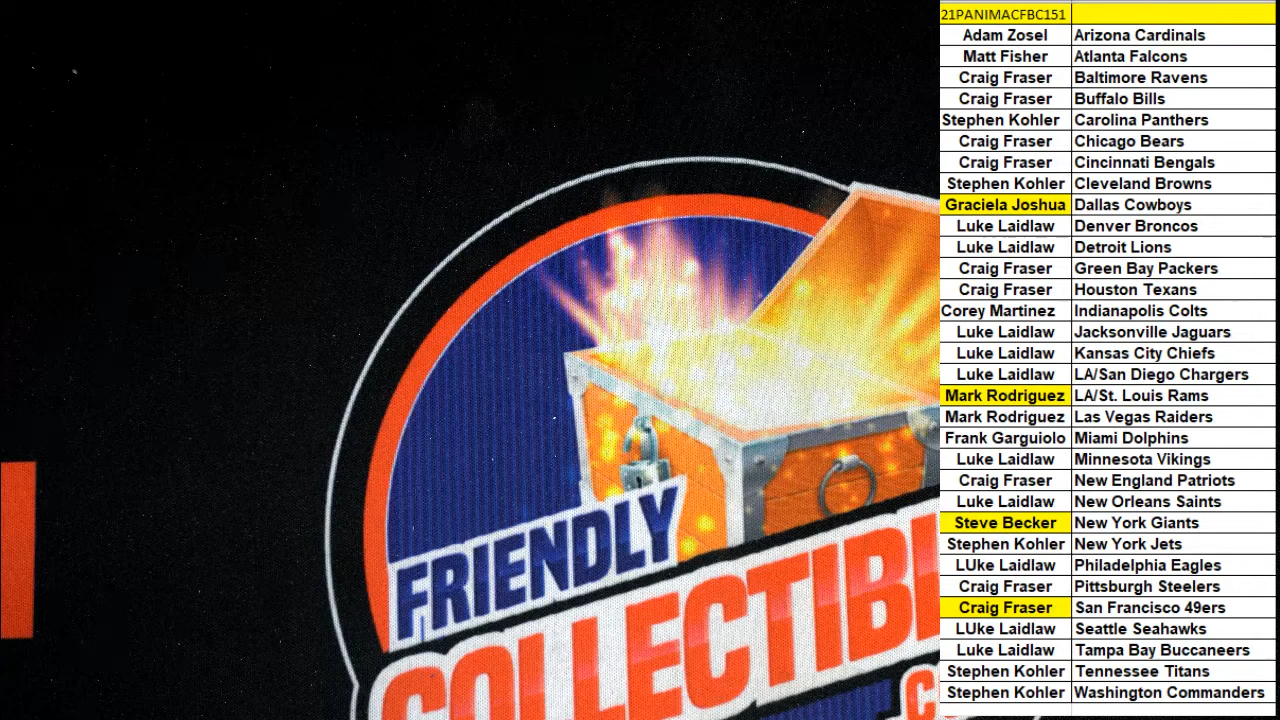 21PANIMACFBC151
Adam Zosel Arizona Cardinals
Matt Fisher Atlanta Falcons
Craig Fraser Baltimore Ravens
Craig Fraser Buffalo Bills
Stephen Kohler Carolina Panthers
Craig Fraser Chicago Bears
Craig Fraser Cincinnati Bengals
Stephen Kohler Cleveland Browns
Graciela Joshua Dallas Cowboys
Luke Laidlaw Denver Broncos
Luke Laidlaw Detroit Lions
Craig Fraser Green Bay Packers
Craig Fraser Houston Texans
Corey Martinez Indianapolis Colts
Luke Laidlaw Jacksonville Jaguars
Luke Laidlaw Kansas City Chiefs
Luke Laidlaw LA/San Diego Chargers
Mark Rodriguez LA/St. Louis Rams
Mark Rodriguez Las Vegas Raiders
Frank Garguiolo Miami Dolphins
Luke Laidlaw Minnesota Vikings
Craig Fraser New England Patriots
Luke Laidlaw New Orleans Saints
Steve Becker New York Giants
Stephen Kohler New York Jets
LUke Laidlaw Philadelphia Eagles
Craig Fraser Pittsburgh Steelers
Craig Fraser San Francisco 49ers
LUke Laidlaw Seattle Seahawks
Luke Laidlaw Tampa Bay Buccaneers
Stephen Kohler Tennessee Titans
Stephen Kohler Washington Commanders
FRIENDLY
COLLECTIB
C